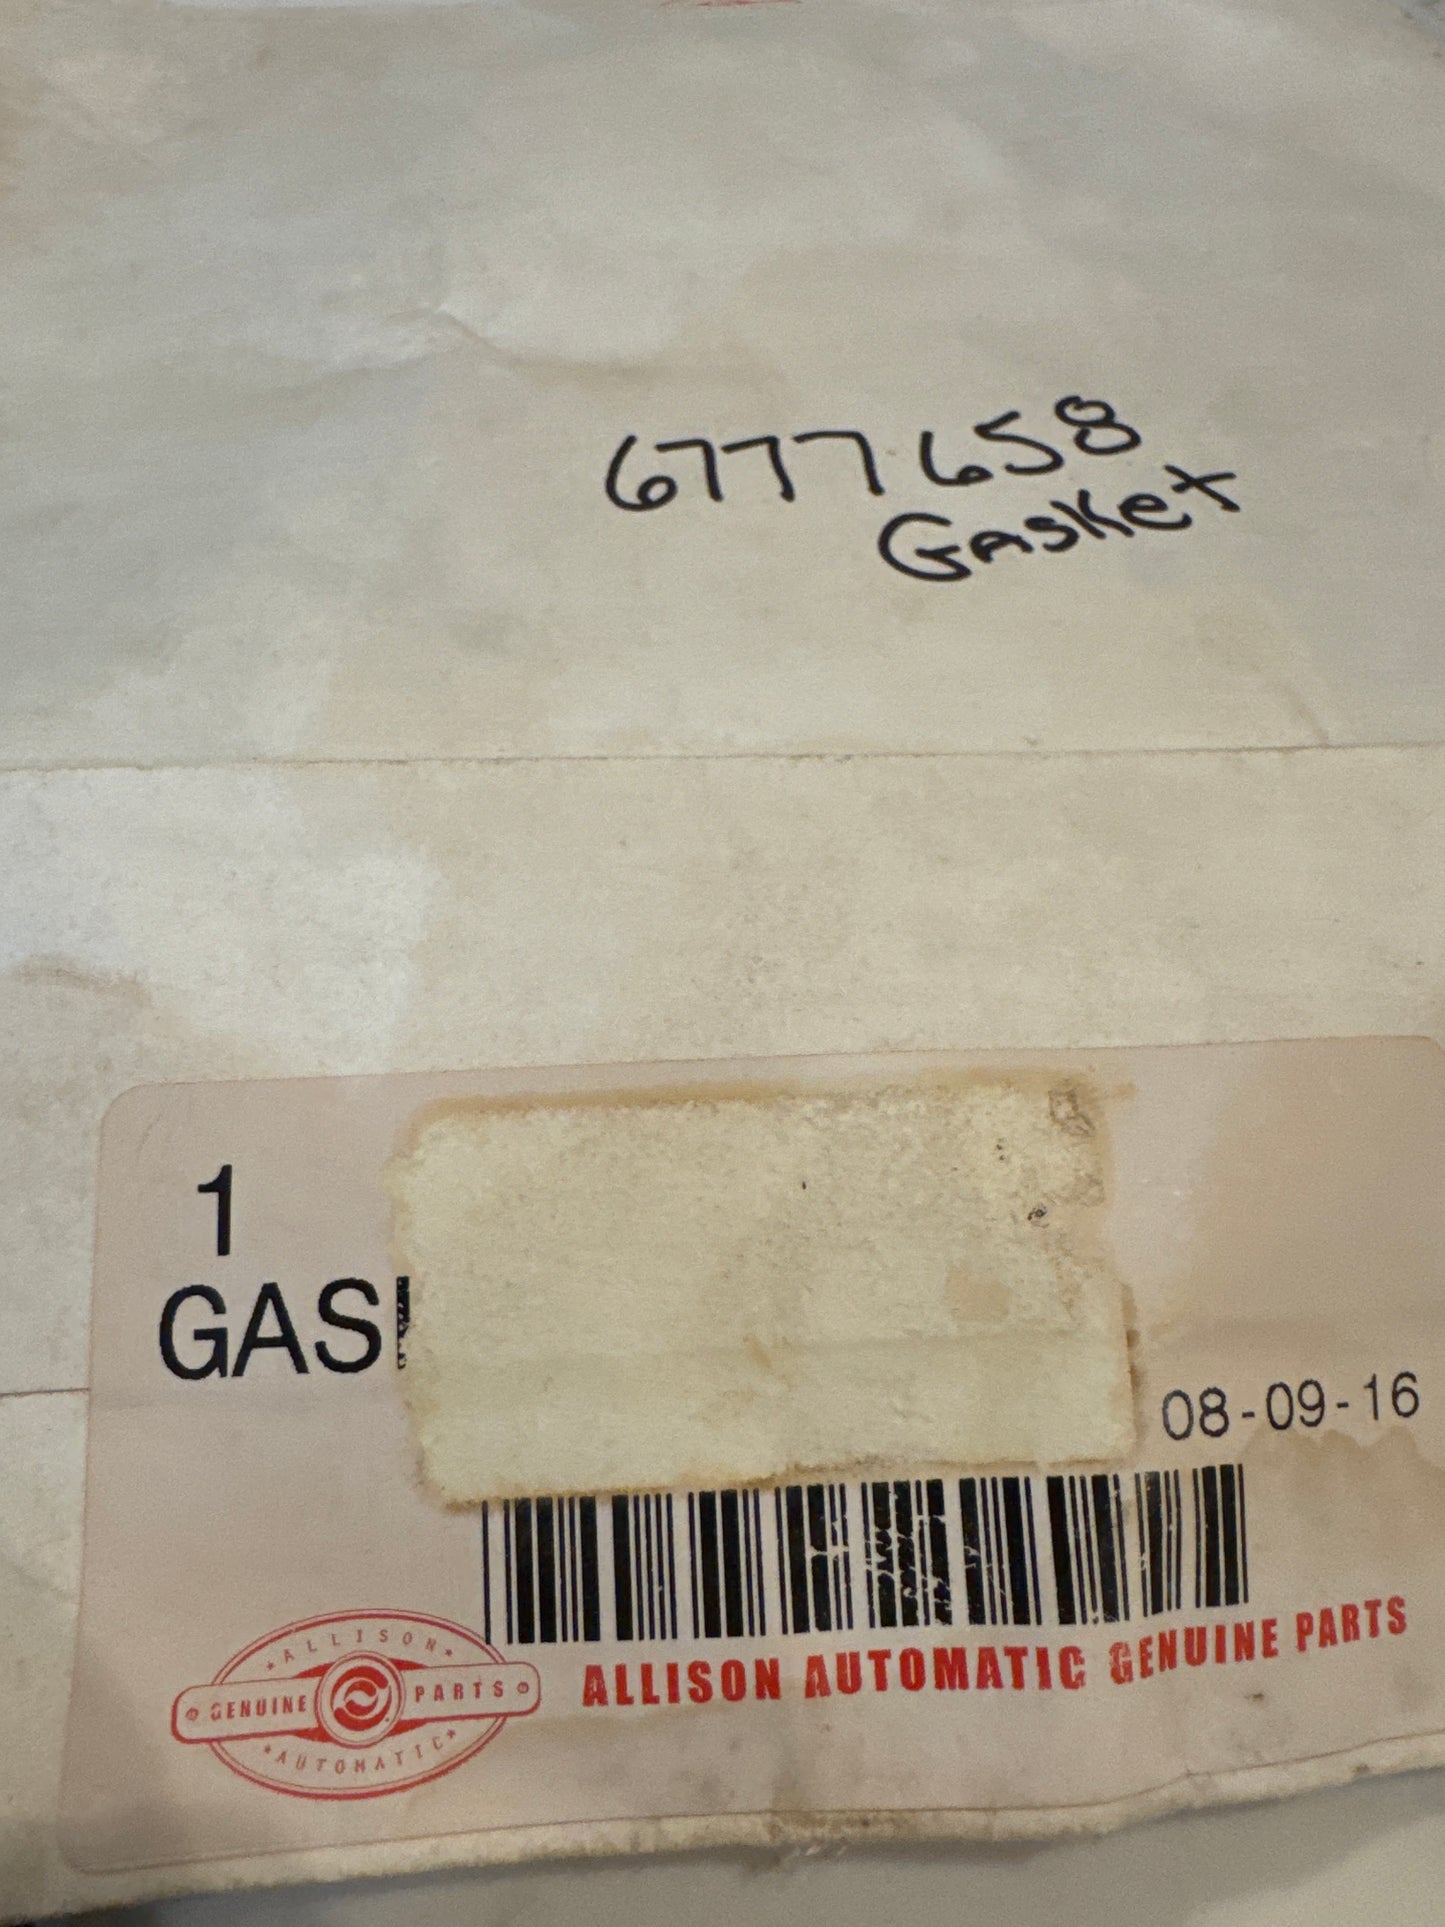 6777658
Gasket
1
GAS
08-09-16
ALLISON
GENUINE PARTS
AUTOMATIC
ALLISON AUTOMATIC GENUINE PARTS